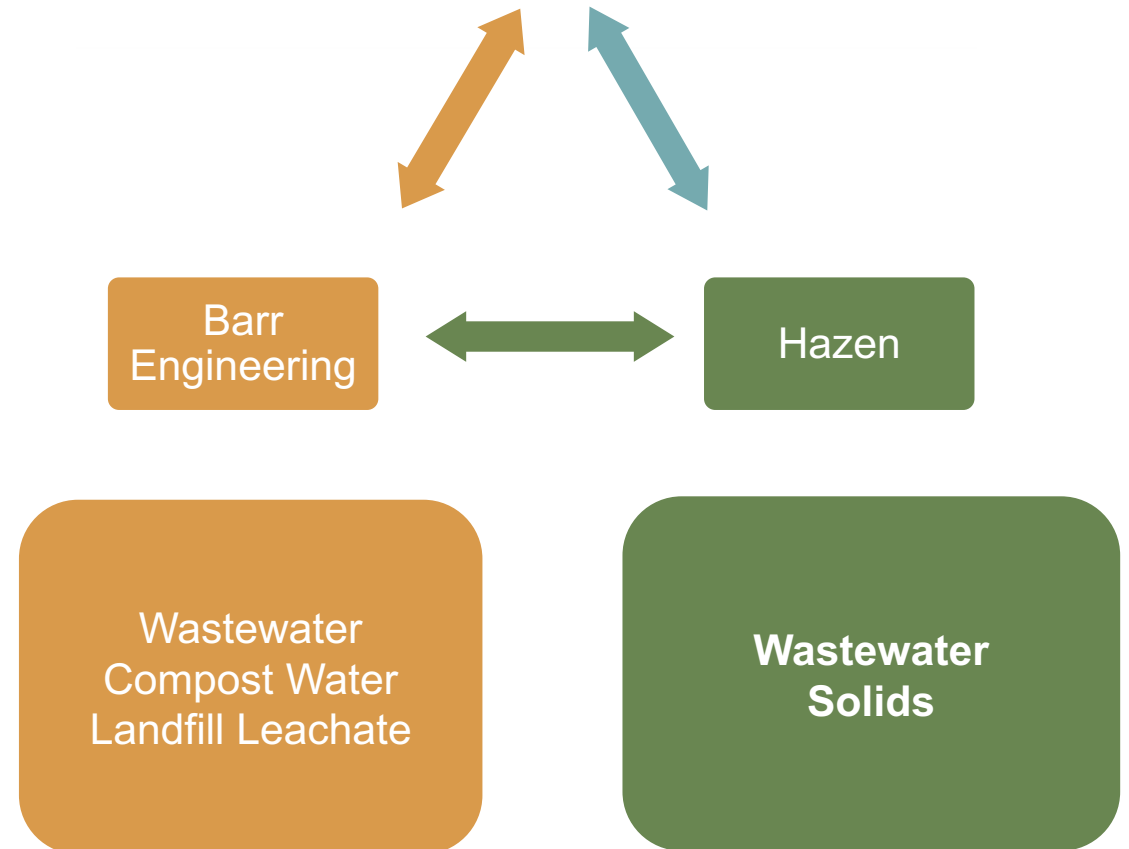 Barr
Engineering
Hazen
Wastewater
Compost Water
Landfill Leachate
Wastewater
Solids